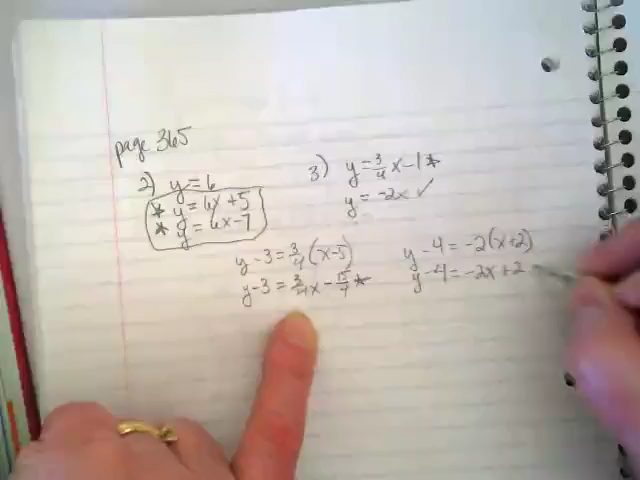 page 365
2) y = 6
* y = 6x + 5
* y = 6x - 7
3) y = 3/4 x - 1 *
y = -2x ✓
y - 3 = 3/4 (x - 5)
y - 3 = 3/4 x - 15/4 *
y - 4 = -2(x + 2)
y - 4 = -2x + 2